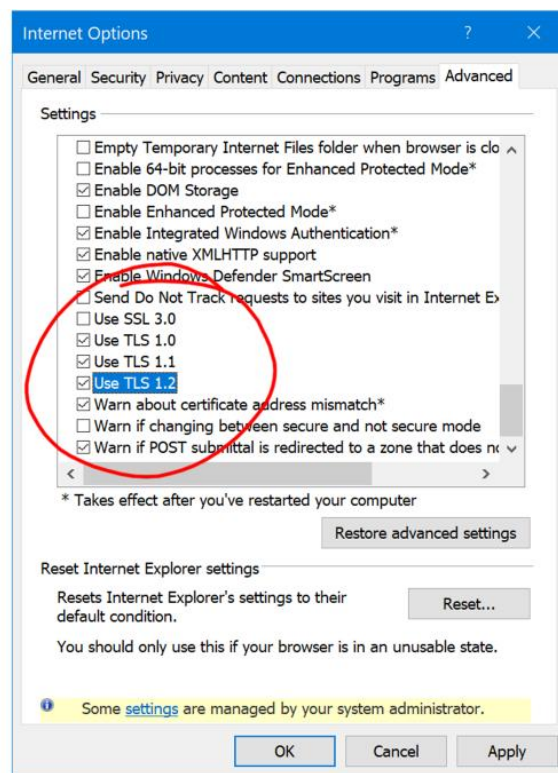 Internet Options
General Security Privacy Content Connections Programs Advanced
Settings
Empty Temporary Internet Files folder when browser is clo
Enable 64-bit processes for Enhanced Protected Mode*
Enable DOM Storage
Enable Enhanced Protected Mode*
Enable Integrated Windows Authentication*
Enable native XMLHTTP support
Enable Windows Defender SmartScreen
Send Do Not Track requests to sites you visit in Internet Ex
Use SSL 3.0
Use TLS 1.0
Use TLS 1.1
Use TLS 1.2
Warn about certificate address mismatch*
Warn if changing between secure and not secure mode
Warn if POST submittal is redirected to a zone that does no
* Takes effect after you've restarted your computer
Restore advanced settings
Reset Internet Explorer settings
Resets Internet Explorer's settings to their
default condition.
Reset...
You should only use this if your browser is in an unusable state.
Some settings are managed by your system administrator.
OK Cancel Apply